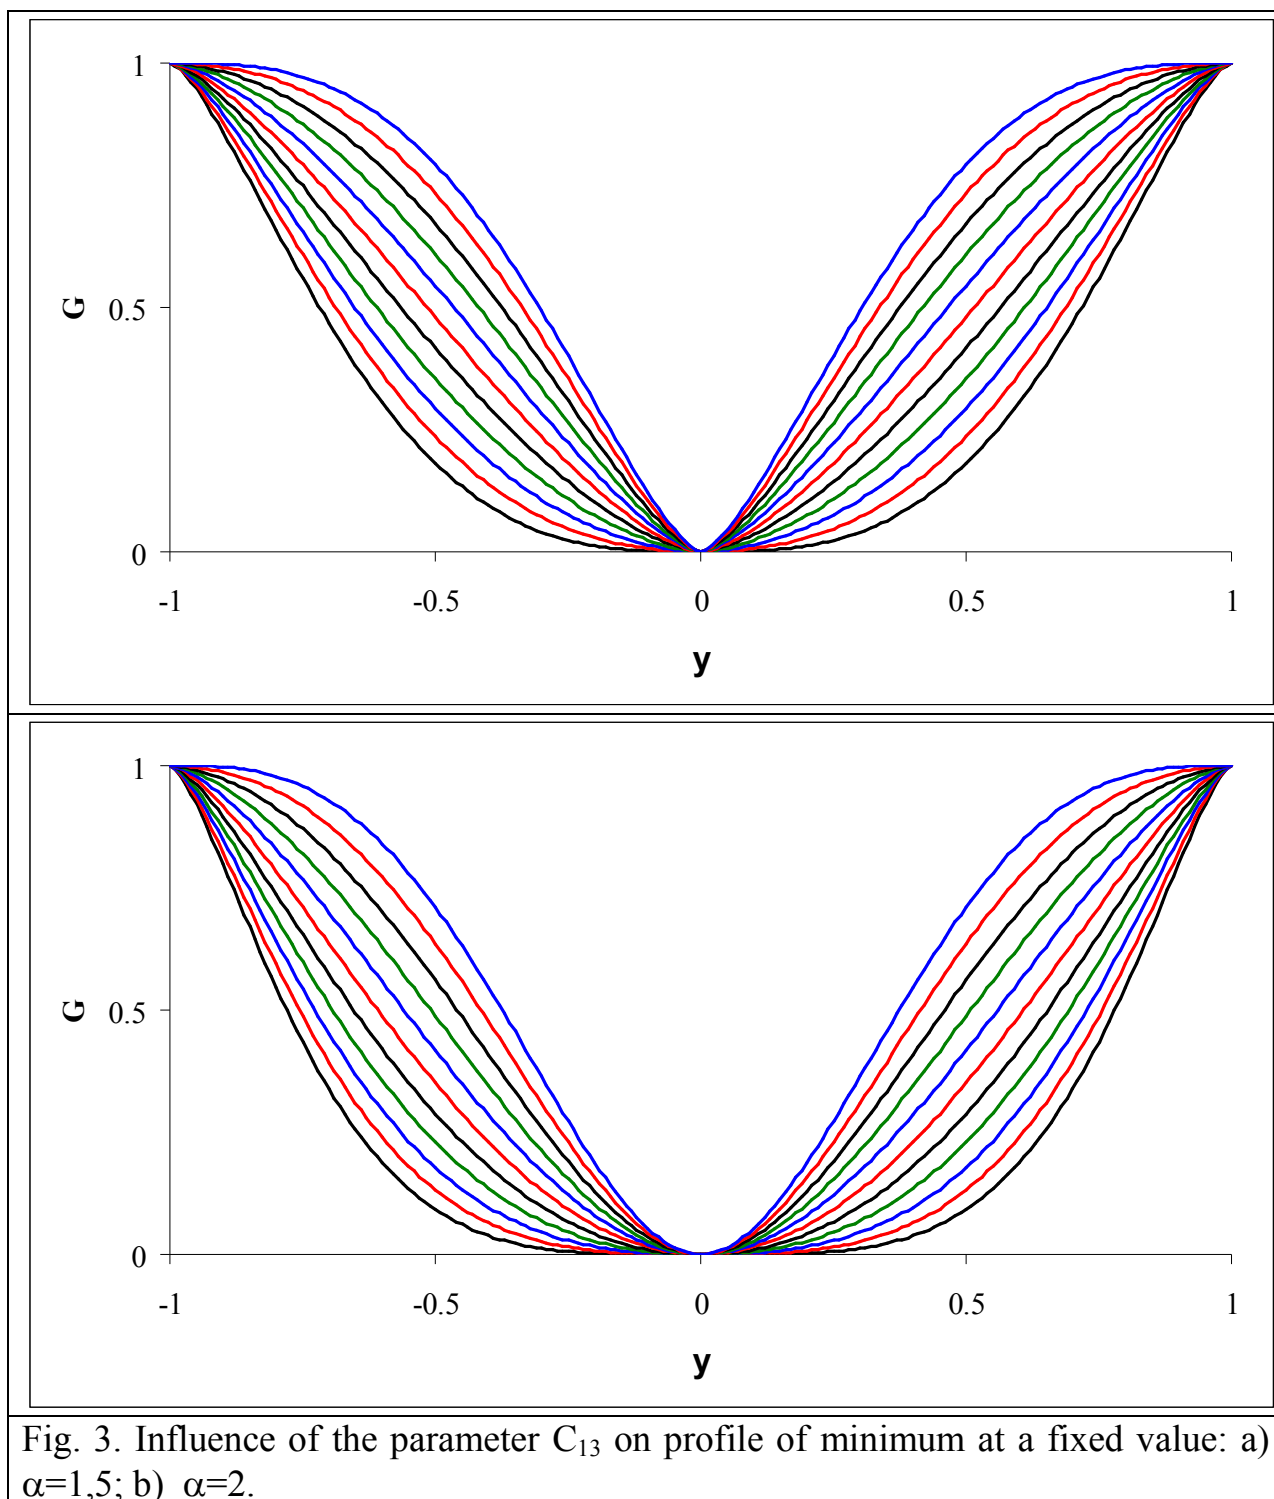 1
G
0.5
0
-1
-0.5
0
0.5
1
y
1
G
0.5
0
-1
-0.5
0
0.5
1
y
Fig. 3. Influence of the parameter C₁₃ on profile of minimum at a fixed value: a)
α=1,5; b) α=2.